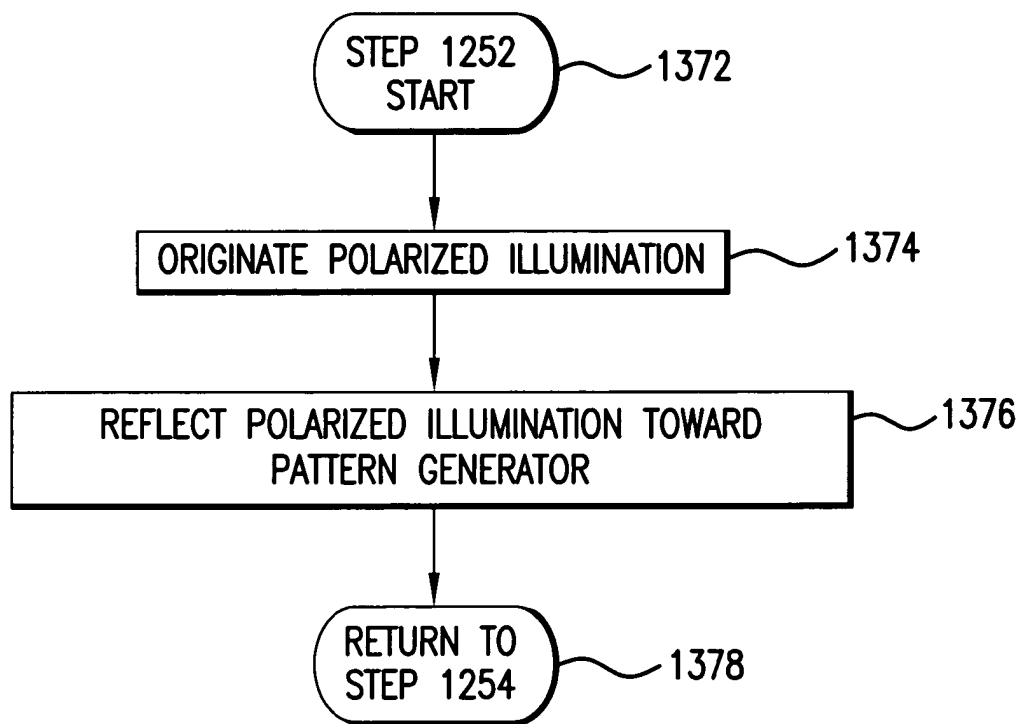 STEP 1252
START
1372
ORIGINATE POLARIZED ILLUMINATION
1374
REFLECT POLARIZED ILLUMINATION TOWARD
PATTERN GENERATOR
1376
RETURN TO
STEP 1254
1378